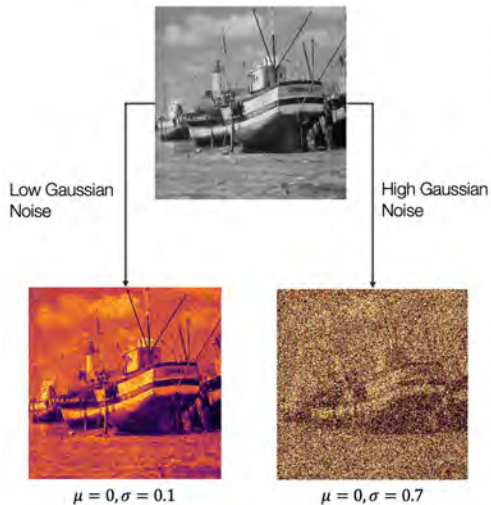 Low Gaussian
Noise
High Gaussian
Noise
μ = 0, σ = 0.1
μ = 0, σ = 0.7